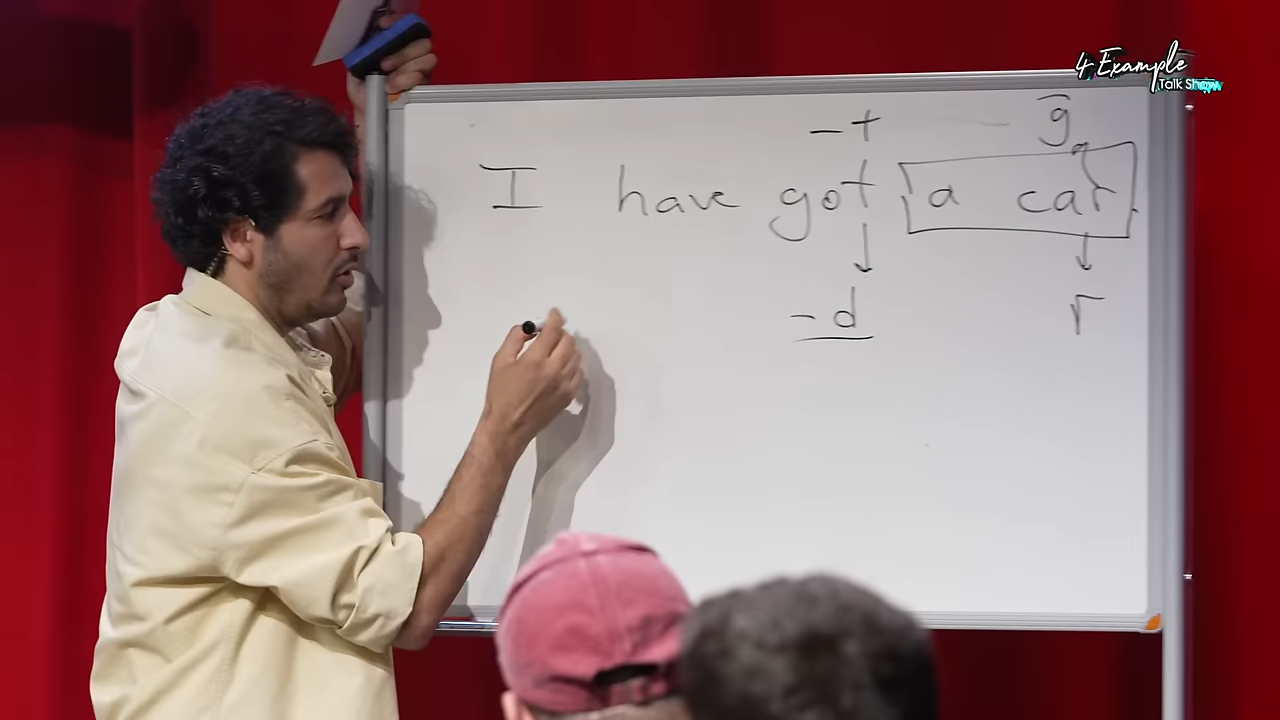 4 Example
Talk Show
-t g
I have got a car
-d r